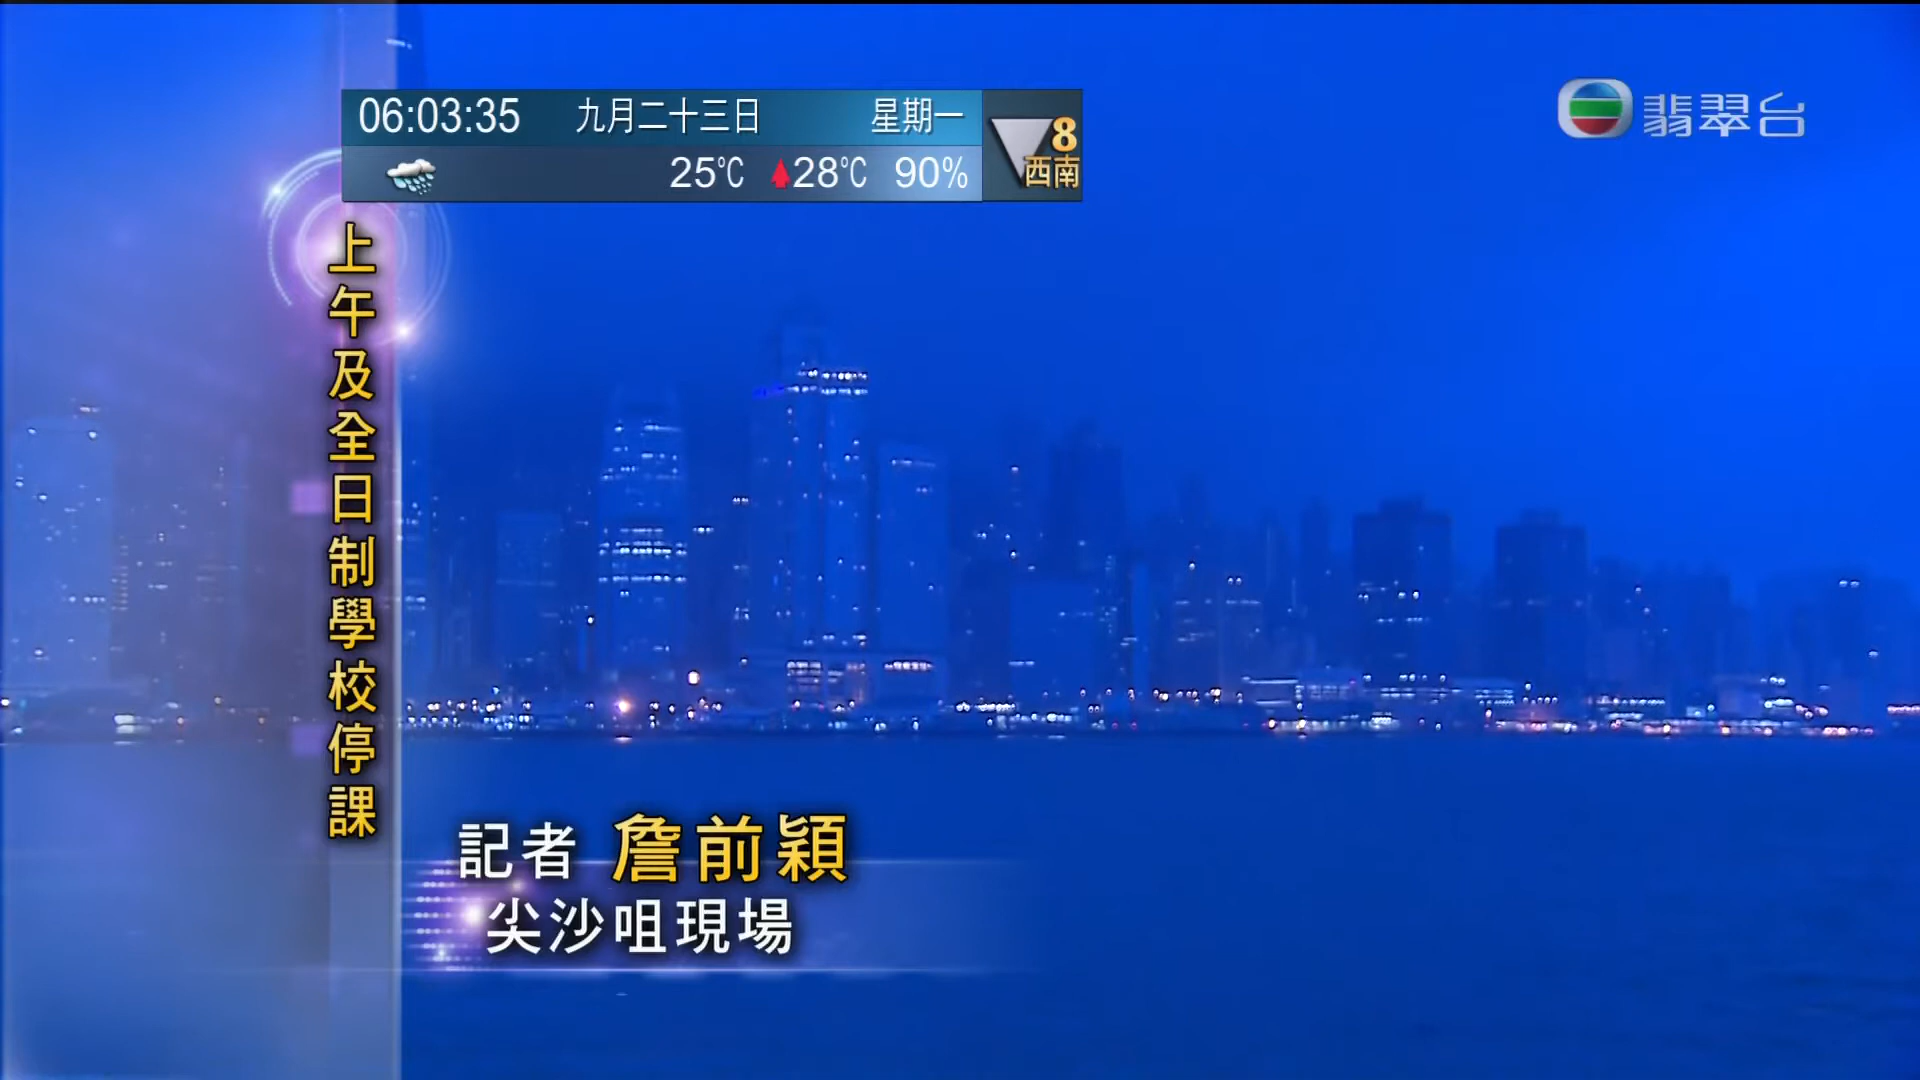 06:03:35 九月二十三日 星期一
25℃ 28℃ 90%
8
西南
翡翠台
上午及全日制學校停課
記者 詹前穎
尖沙咀現場